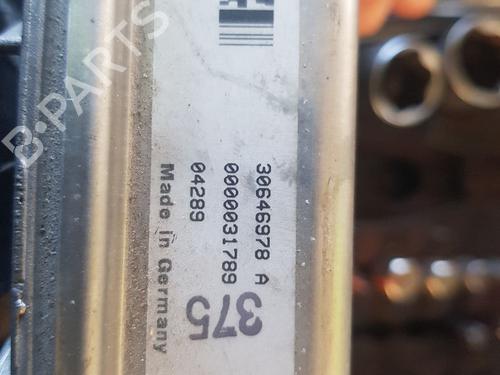 30646978 A
0000031789
04289
Made in Germany
375
B-PARTS